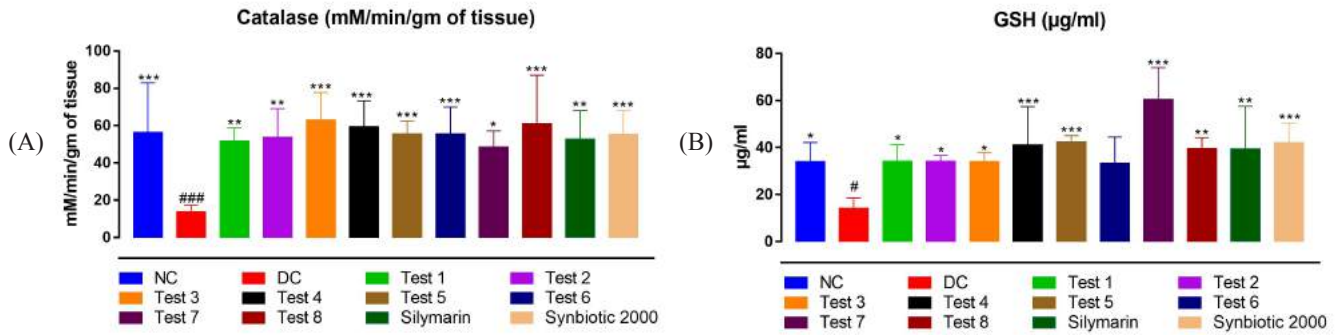 Catalase (mM/min/gm of tissue)
(A)
mM/min/gm of tissue
100
80
60
40
20
0
***
###
**
**
***
***
***
***
*
***
**
***
NC DC Test 1 Test 2
Test 3 Test 4 Test 5 Test 6
Test 7 Test 8 Silymarin Synbiotic 2000
GSH (µg/ml)
(B)
µg/ml
80
60
40
20
0
*
#
*
*
*
***
***
***
**
**
***
NC DC Test 1 Test 2
Test 3 Test 4 Test 5 Test 6
Test 7 Test 8 Silymarin Synbiotic 2000